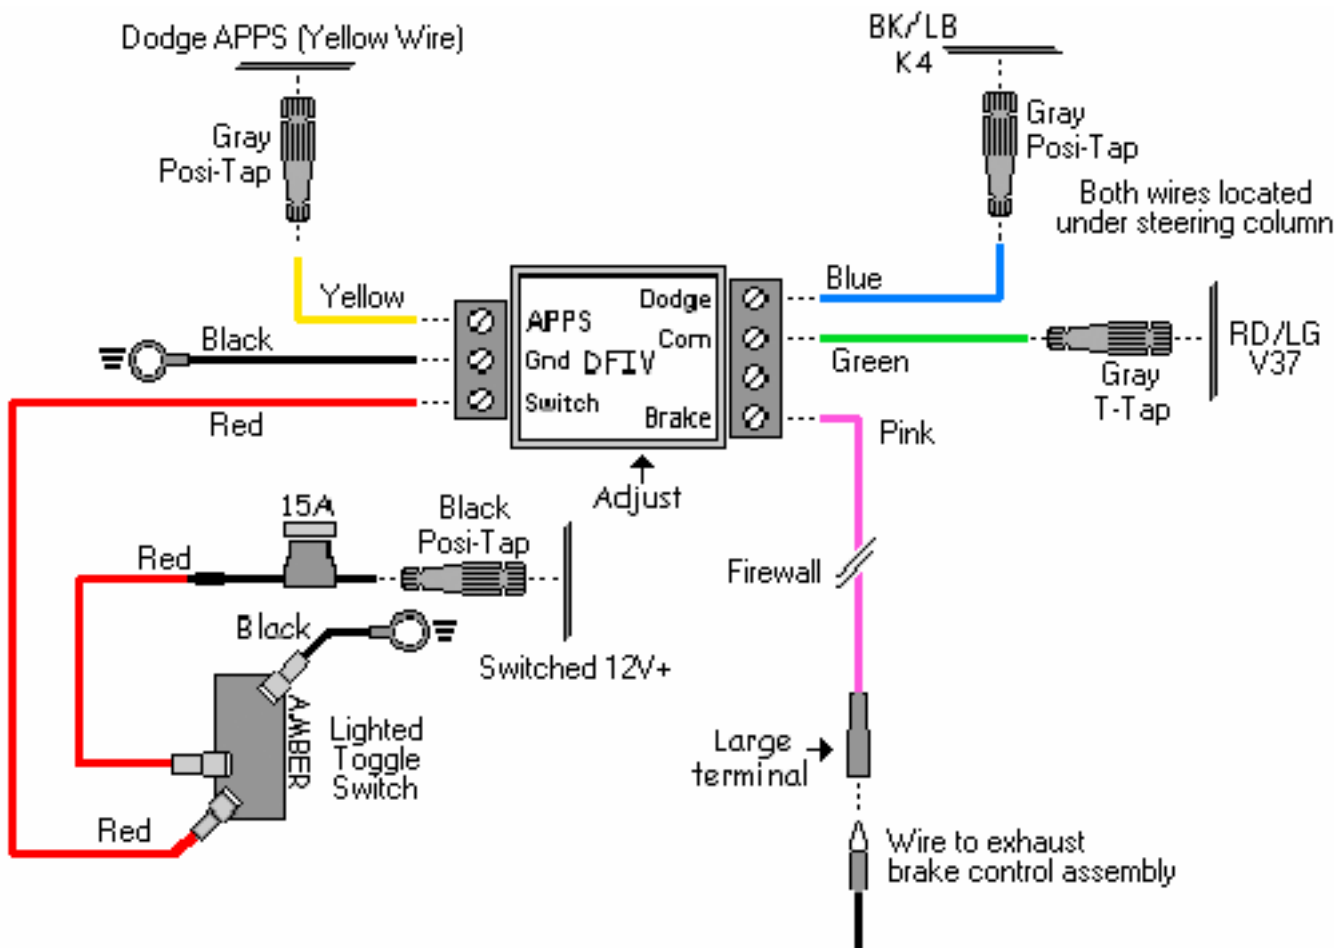 Dodge APPS (Yellow Wire)
BK/LB
K4
Gray
Posi-Tap
Gray
Posi-Tap
Both wires located
under steering column
Yellow
Black
Red
APPS
Gnd DFIV
Switch
Dodge
Com
Brake
Blue
Green
Gray
T-Tap
RD/LG
V37
Pink
Adjust
15A
Black
Posi-Tap
Red
Black
Switched 12V+
Firewall
AMBER
Lighted
Toggle
Switch
Red
Large
terminal
Wire to exhaust
brake control assembly